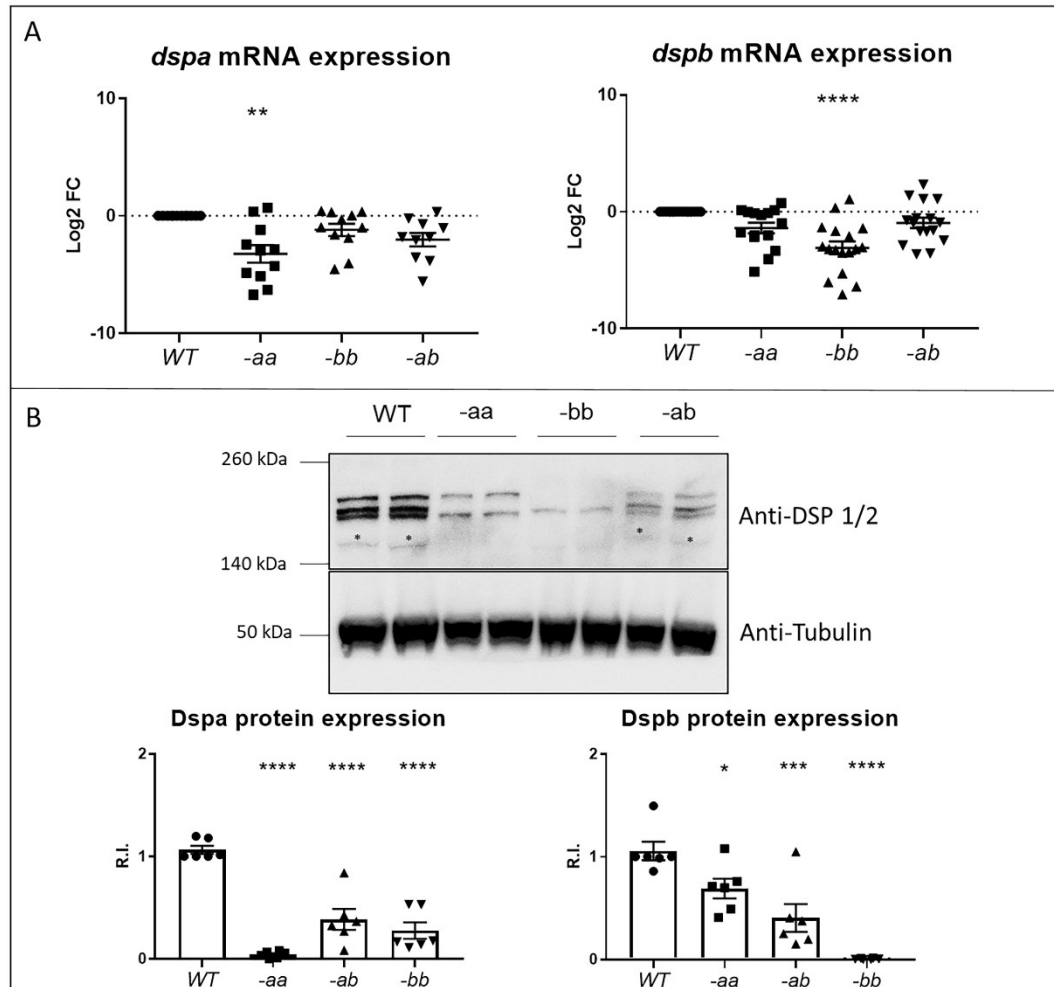 A
dspa mRNA expression
dspb mRNA expression
**
****
10
0
-10
Log2 FC
WT -aa -bb -ab
10
0
-10
Log2 FC
WT -aa -bb -ab
B
WT -aa -bb -ab
260 kDa
Anti-DSP 1/2
* * * *
140 kDa
50 kDa
Anti-Tubulin
Dspa protein expression
Dspb protein expression
**** **** ****
* *** ****
2
1
0
R.I.
WT -aa -ab -bb
2
1
0
R.I.
WT -aa -ab -bb